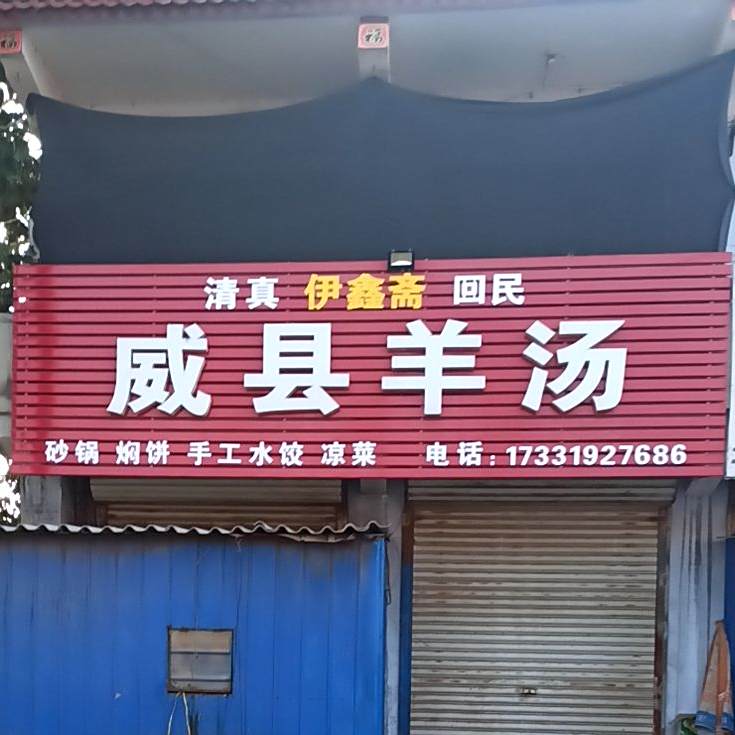 清真 伊鑫斋 回民
威县羊汤
砂锅 焖饼 手工水饺 凉菜 电话：17331927686